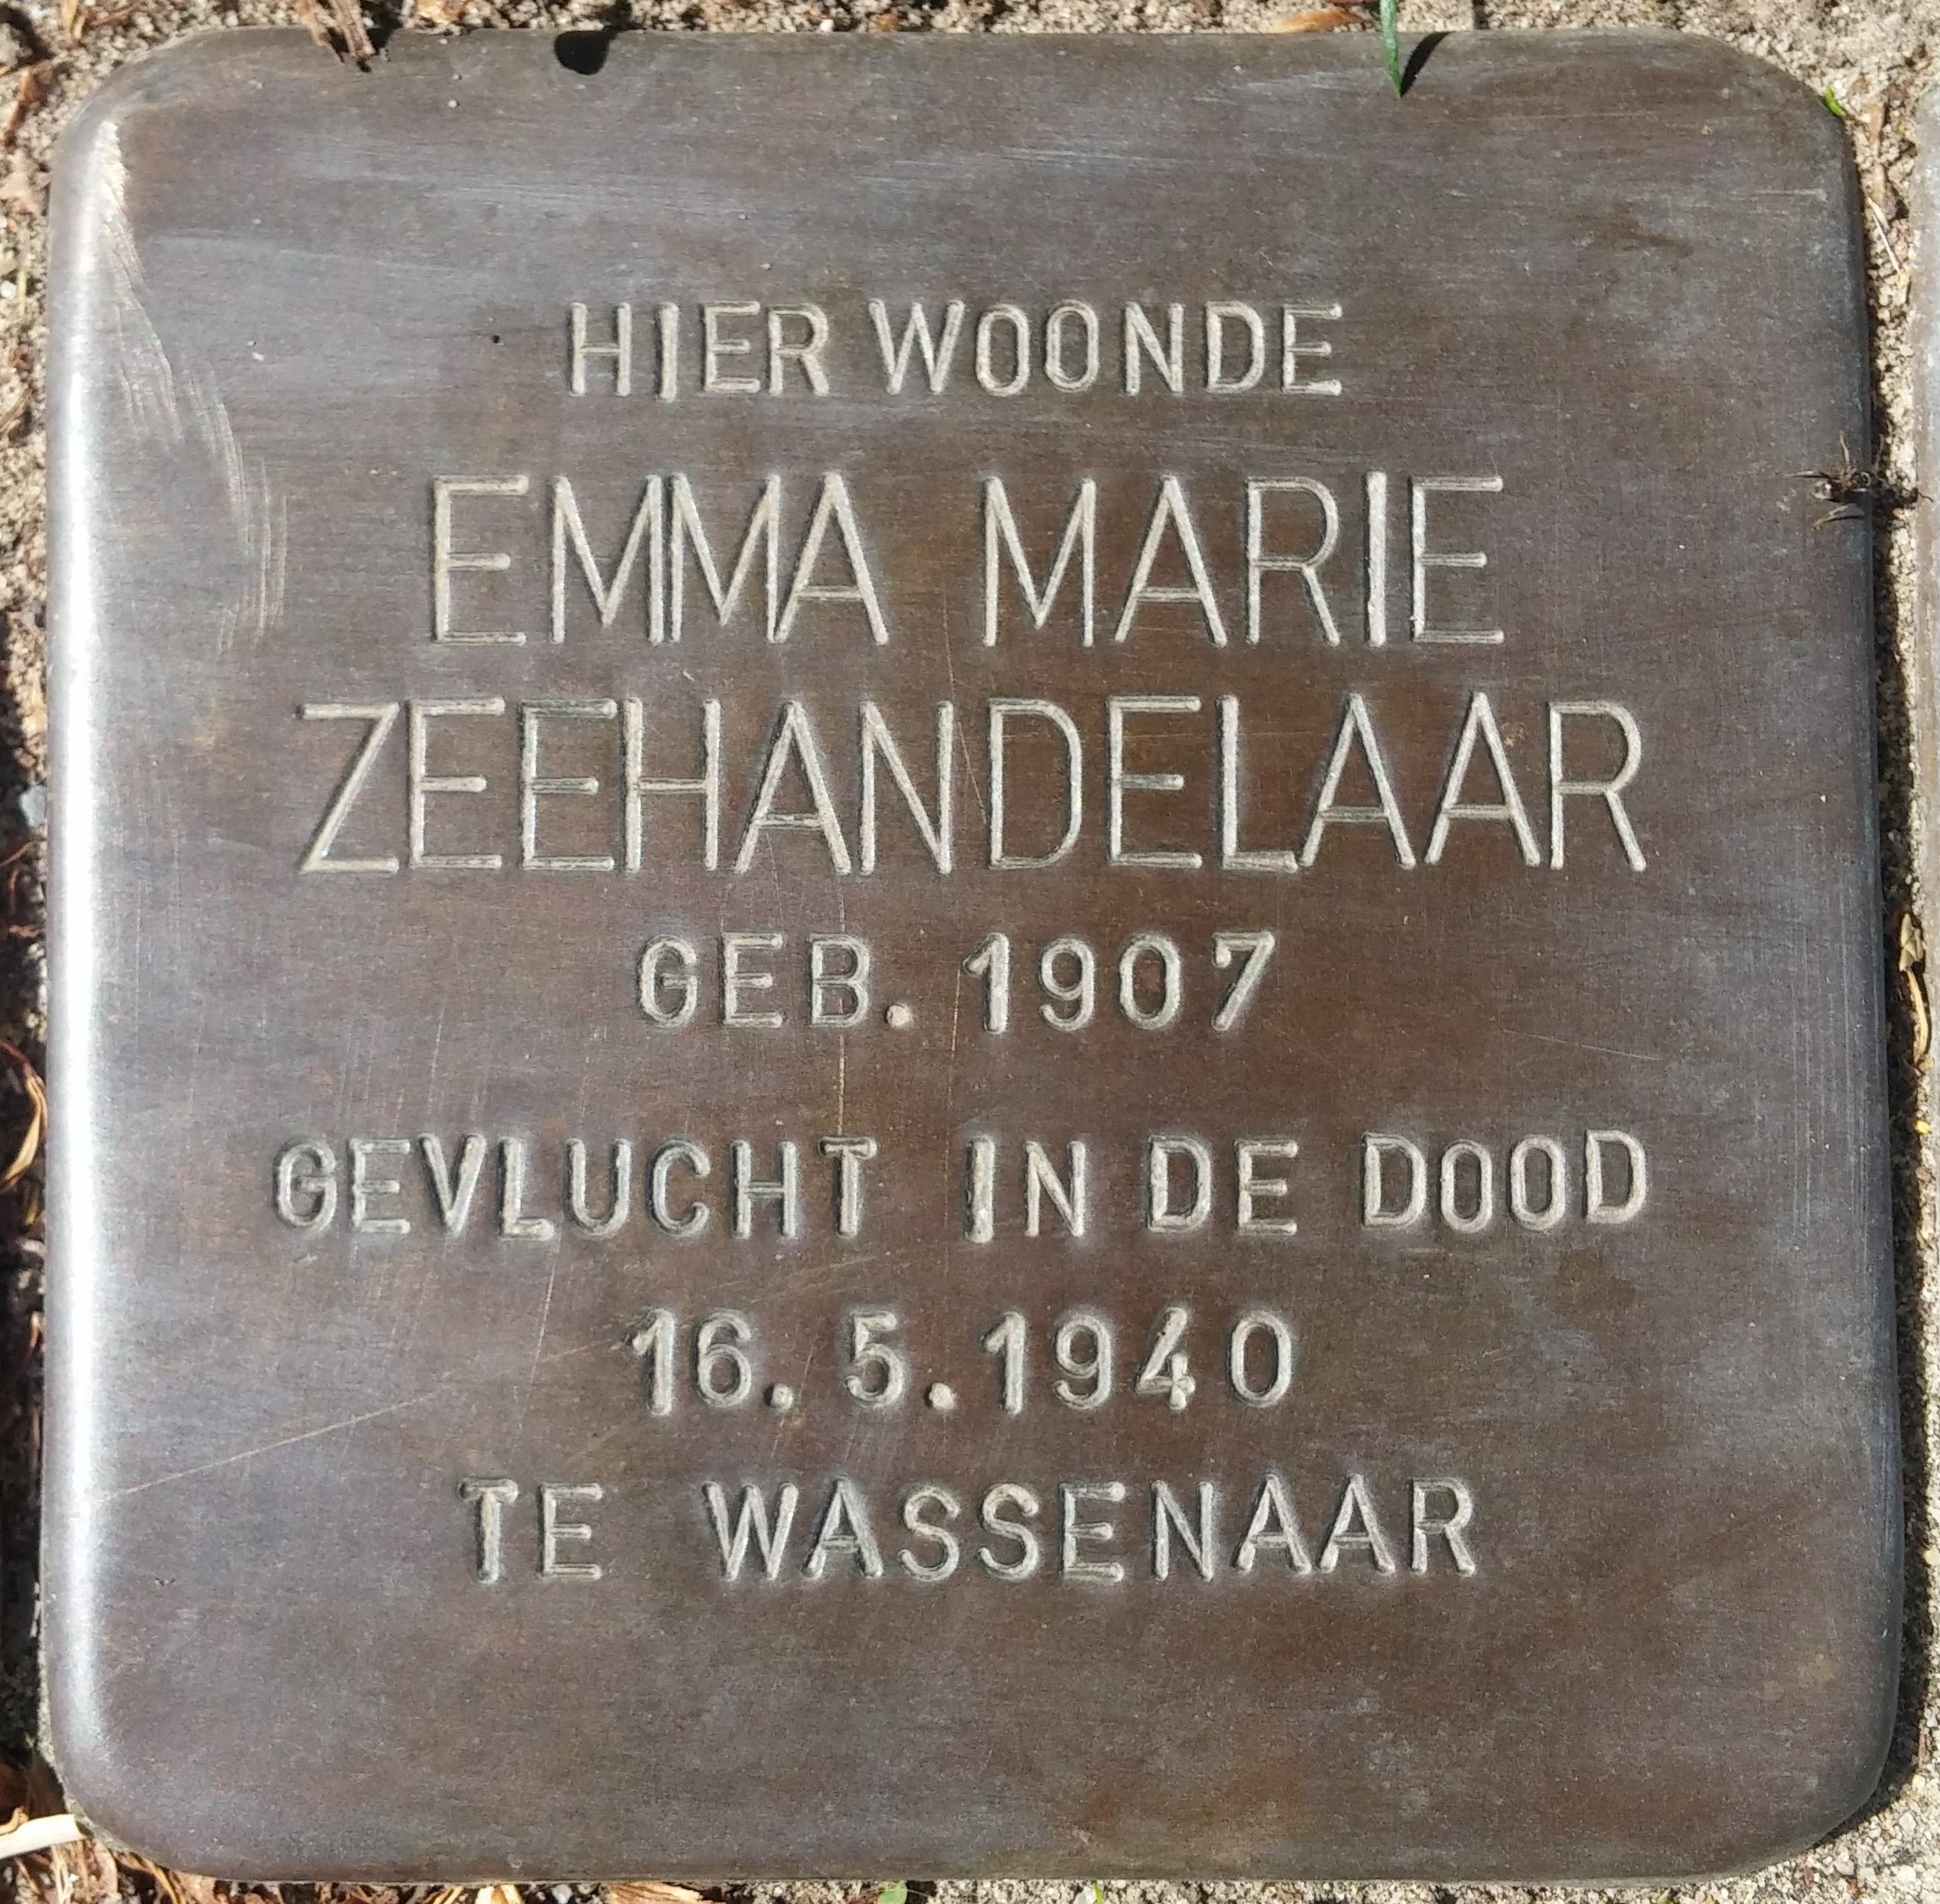 HIER WOONDE
EMMA MARIE
ZEEHANDELAAR
GEB. 1907
GEVLUCHT IN DE DOOD
16.5.1940
TE WASSENAAR